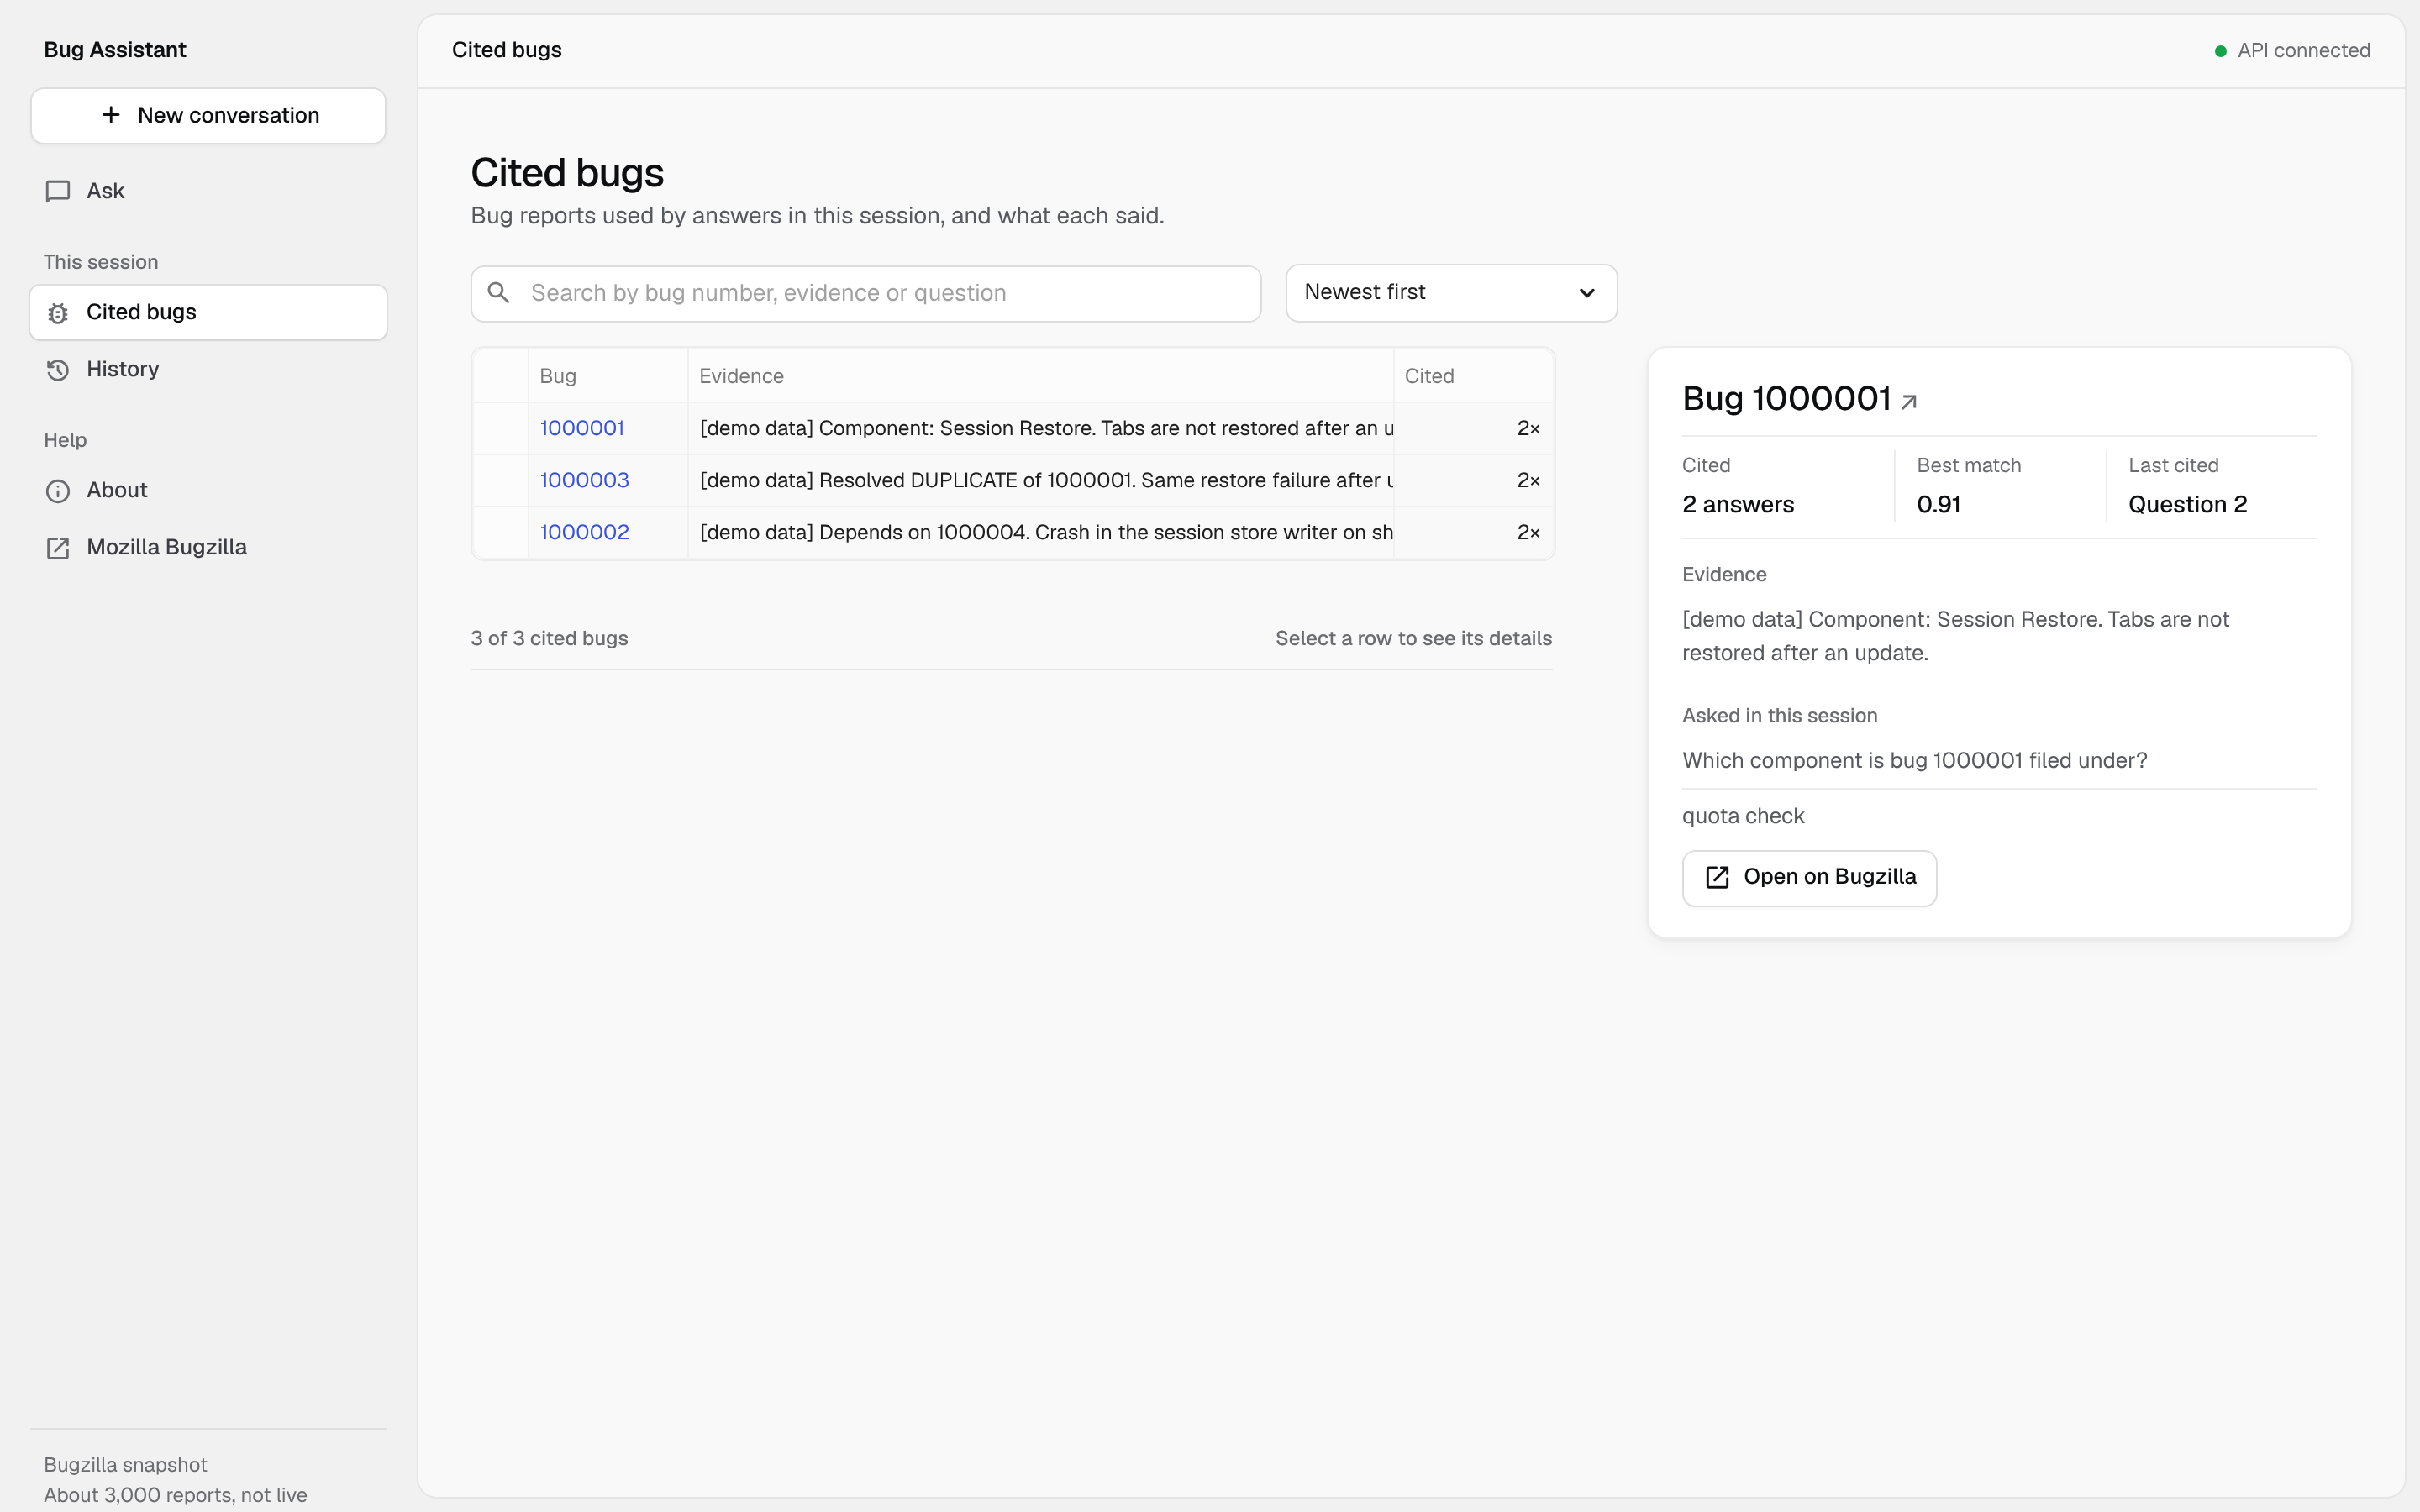 Bug Assistant
New conversation
Ask
This session
Cited bugs
History
Help
About
Mozilla Bugzilla
Bugzilla snapshot
About 3,000 reports, not live
Cited bugs
API connected
Cited bugs
Bug reports used by answers in this session, and what each said.
Search by bug number, evidence or question
Newest first
Bug Evidence Cited
1000001 [demo data] Component: Session Restore. Tabs are not restored after an u 2×
1000003 [demo data] Resolved DUPLICATE of 1000001. Same restore failure after u 2×
1000002 [demo data] Depends on 1000004. Crash in the session store writer on sh 2×
3 of 3 cited bugs
Select a row to see its details
Bug 1000001
Cited Best match Last cited
2 answers 0.91 Question 2
Evidence
[demo data] Component: Session Restore. Tabs are not
restored after an update.
Asked in this session
Which component is bug 1000001 filed under?
quota check
Open on Bugzilla